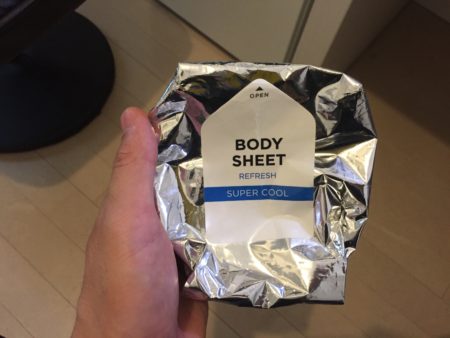 OPEN
BODY
SHEET
REFRESH
SUPER COOL